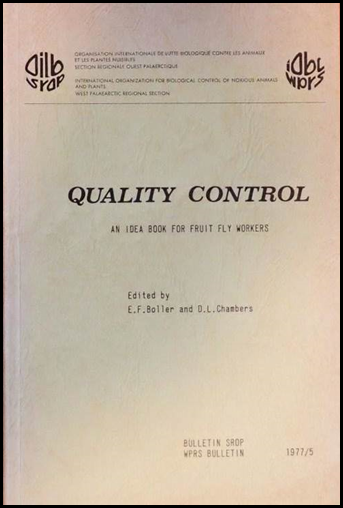 Oilb
SROP
ORGANISATION INTERNATIONALE DE LUTTE BIOLOGIQUE CONTRE LES ANIMAUX
ET LES PLANTES NUISIBLES
SECTION REGIONALE OUEST PALAEARCTIQUE
INTERNATIONAL ORGANIZATION FOR BIOLOGICAL CONTROL OF NOXIOUS ANIMALS
AND PLANTS
WEST PALAEARCTIC REGIONAL SECTION
iobc
wprs
QUALITY CONTROL
AN IDEA BOOK FOR FRUIT FLY WORKERS
Edited by
E.F.Boller and D.L.Chambers
BULLETIN SROP
WPRS BULLETIN 1977/5